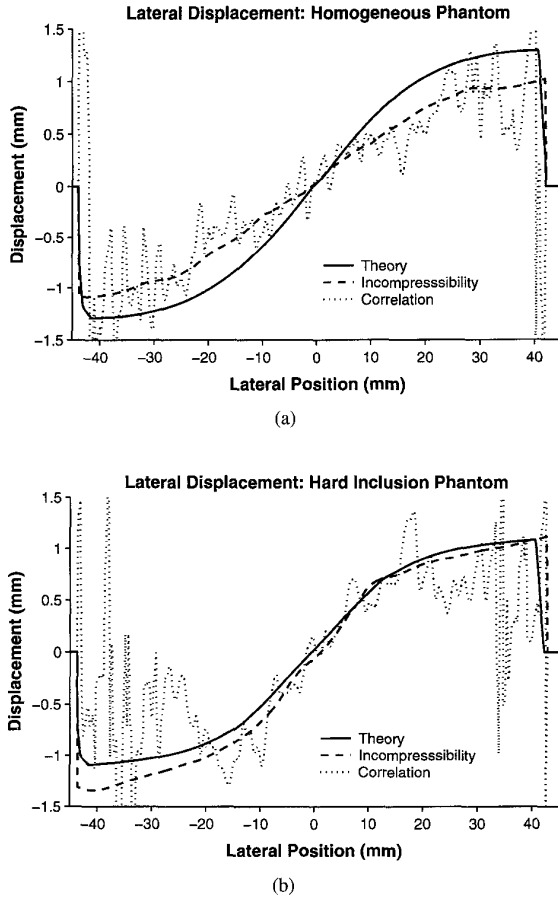 Lateral Displacement: Homogeneous Phantom
1.5
1
0.5
0
−0.5
−1
−1.5
Displacement (mm)
Theory
Incompresssibility
Correlation
−40 −30 −20 −10 0 10 20 30 40
Lateral Position (mm)
(a)
Lateral Displacement: Hard Inclusion Phantom
1.5
1
0.5
0
−0.5
−1
−1.5
Displacement (mm)
Theory
Incompresssibility
Correlation
−40 −30 −20 −10 0 10 20 30 40
Lateral Position (mm)
(b)